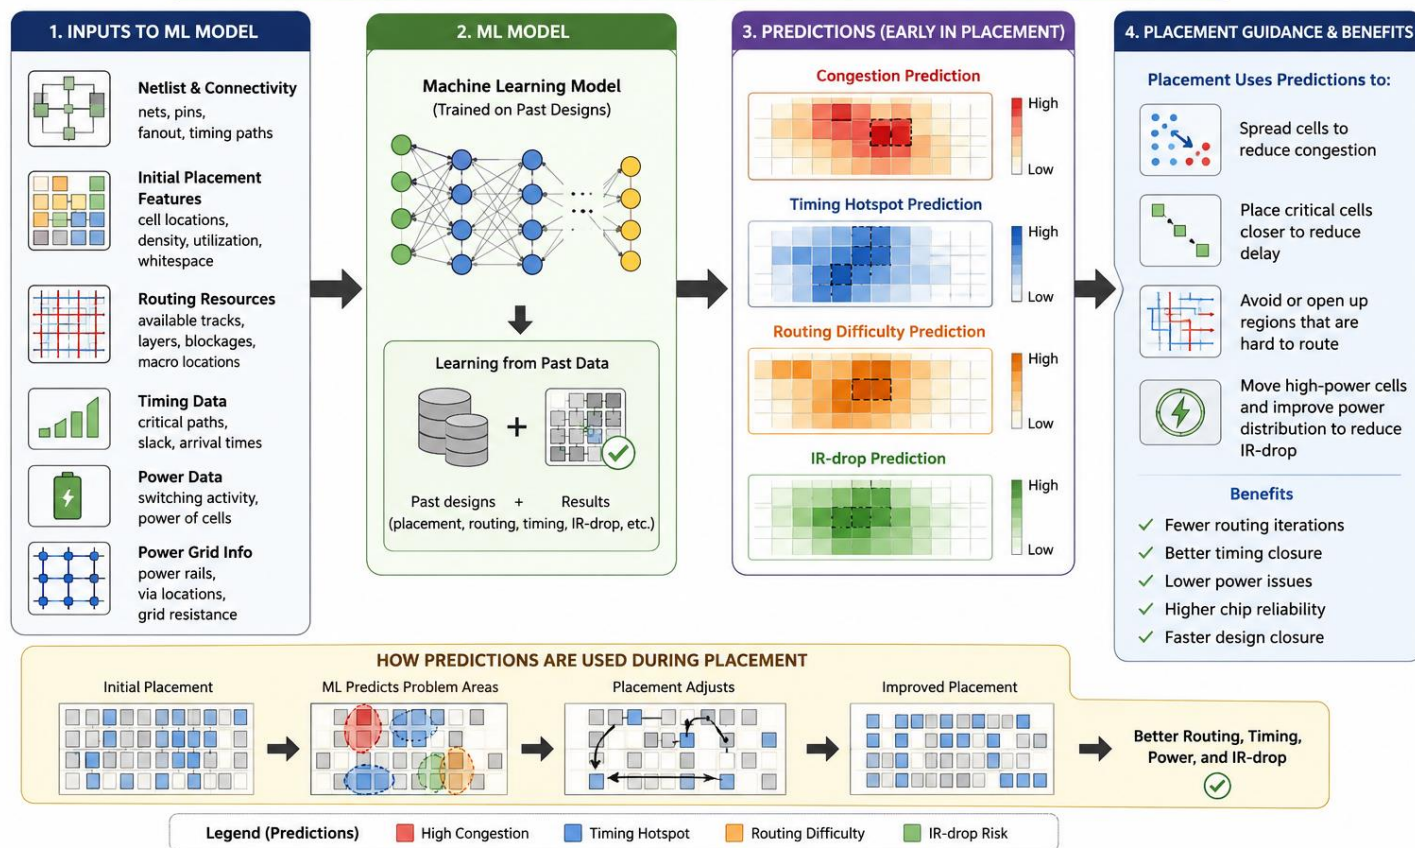 1. INPUTS TO ML MODEL
Netlist & Connectivity
nets, pins,
fanout, timing paths
Initial Placement
Features
cell locations,
density, utilization,
whitespace
Routing Resources
available tracks,
layers, blockages,
macro locations
Timing Data
critical paths,
slack, arrival times
Power Data
switching activity,
power of cells
Power Grid Info
power rails,
via locations,
grid resistance
2. ML MODEL
Machine Learning Model
(Trained on Past Designs)
Learning from Past Data
+
Past designs + Results
(placement, routing, timing, IR-drop, etc.)
3. PREDICTIONS (EARLY IN PLACEMENT)
Congestion Prediction
High
Low
Timing Hotspot Prediction
High
Low
Routing Difficulty Prediction
High
Low
IR-drop Prediction
High
Low
4. PLACEMENT GUIDANCE & BENEFITS
Placement Uses Predictions to:
Spread cells to
reduce congestion
Place critical cells
closer to reduce
delay
Avoid or open up
regions that are
hard to route
Move high-power cells
and improve power
distribution to reduce
IR-drop
Benefits
✓ Fewer routing iterations
✓ Better timing closure
✓ Lower power issues
✓ Higher chip reliability
✓ Faster design closure
HOW PREDICTIONS ARE USED DURING PLACEMENT
Initial Placement
ML Predicts Problem Areas
Placement Adjusts
Improved Placement
Better Routing, Timing,
Power, and IR-drop
Legend (Predictions) High Congestion Timing Hotspot Routing Difficulty IR-drop Risk